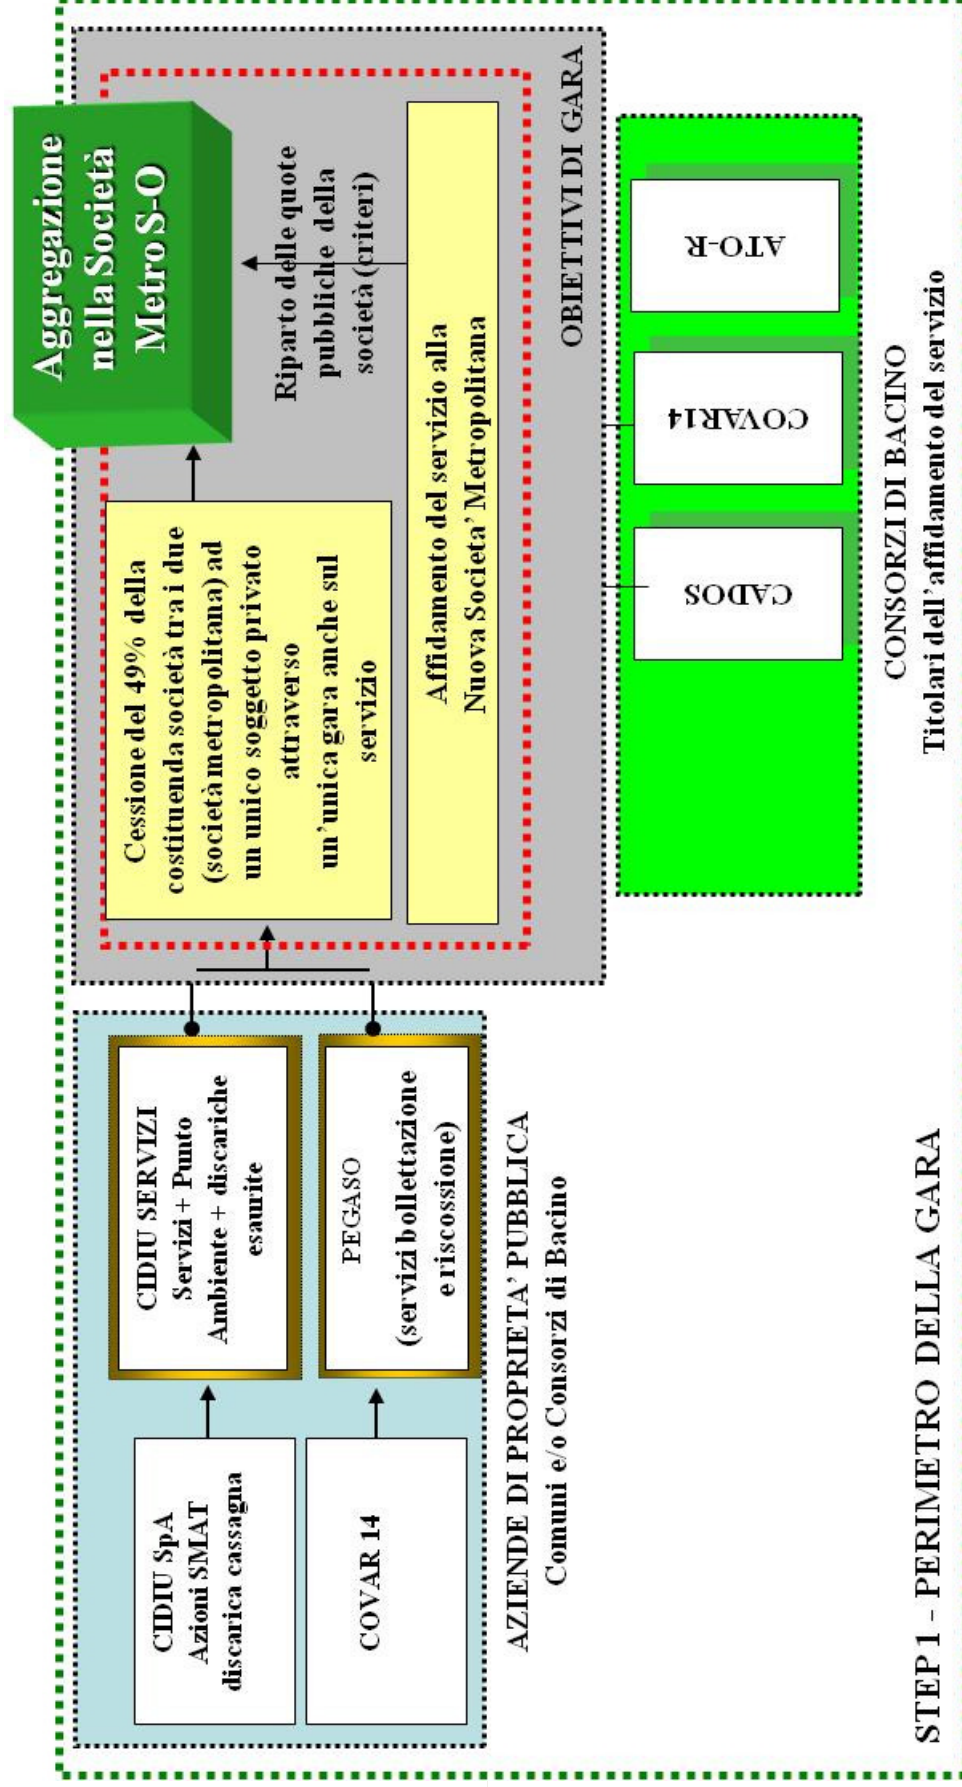 CIDIU SpA
Azioni SMAT
discarica cassagna
COVAR 14
CIDIU SERVIZI
Servizi + Punto
Ambiente + discariche
esaurite
PEGASO
(servizi bollettazione
e riscossione)
AZIENDE DI PROPRIETA’ PUBBLICA
Comuni e/o Consorzi di Bacino
Cessione del 49% della
costituenda società tra i due
(società metropolitana) ad
un unico soggetto privato
attraverso
un’unica gara anche sul
servizio
Aggregazione
nella Società
Metro S-O
Riparto delle quote
pubbliche della
società (criteri)
Affidamento del servizio alla
Nuova Societa’ Metropolitana
OBIETTIVI DI GARA
CADOS
COVAR14
ATO-R
CONSORZI DI BACINO
Titolari dell’affidamento del servizio
STEP 1 - PERIMETRO DELLA GARA